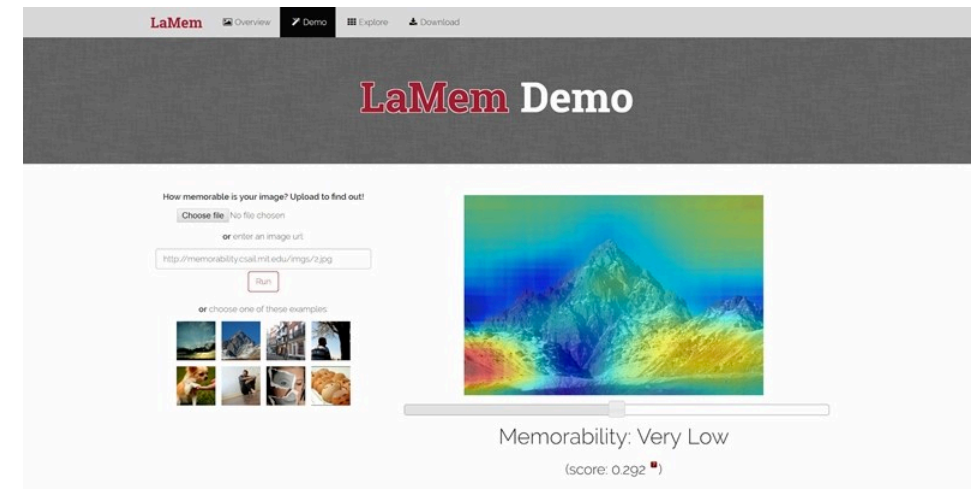 LaMem Overview Demo Explore Download
LaMem Demo
How memorable is your image? Upload to find out!
Choose file No file chosen
or enter an image url:
http://memorability.csail.mit.edu/imgs/2.jpg
Run
or choose one of these examples:
Memorability: Very Low
(score: 0.292 )